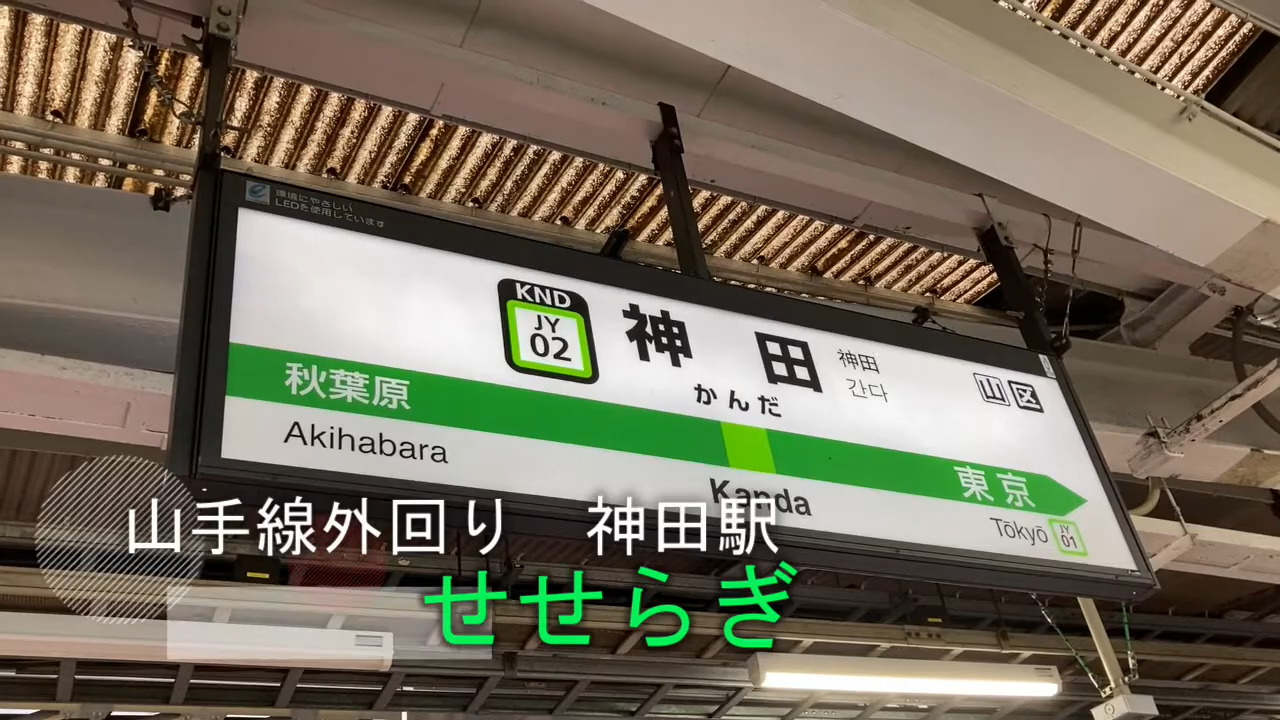 環境にやさしい
LEDを使用しています
KND
JY
02
神田
かんだ
神田
간다
山 区
秋葉原
Akihabara
Kanda
東京
Tōkyō
JY
01
山手線外回り 神田駅
せせらぎ